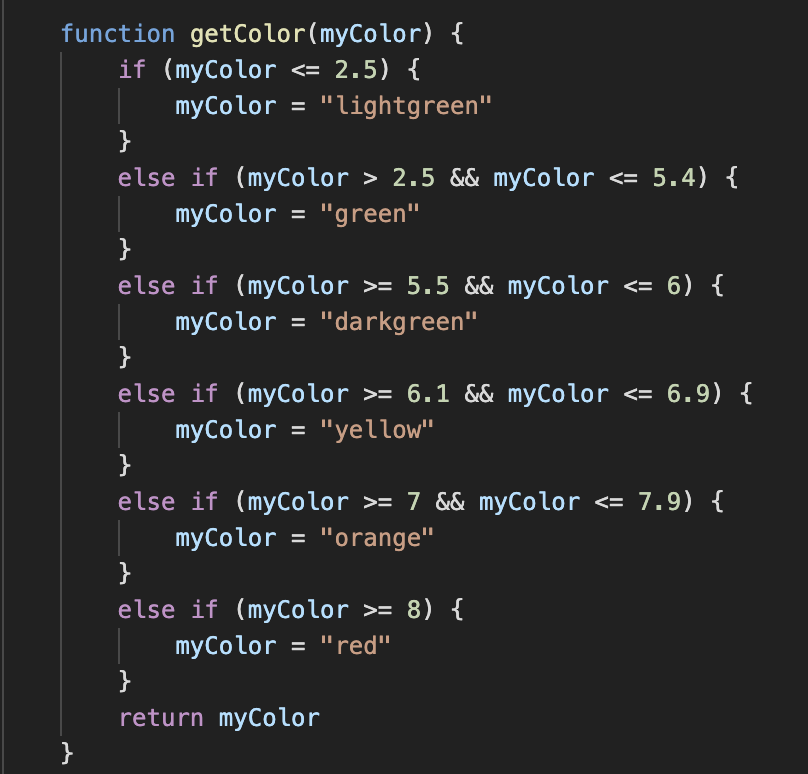 function getColor(myColor) {
if (myColor <= 2.5) {
myColor = "lightgreen"
}
else if (myColor > 2.5 && myColor <= 5.4) {
myColor = "green"
}
else if (myColor >= 5.5 && myColor <= 6) {
myColor = "darkgreen"
}
else if (myColor >= 6.1 && myColor <= 6.9) {
myColor = "yellow"
}
else if (myColor >= 7 && myColor <= 7.9) {
myColor = "orange"
}
else if (myColor >= 8) {
myColor = "red"
}
return myColor
}